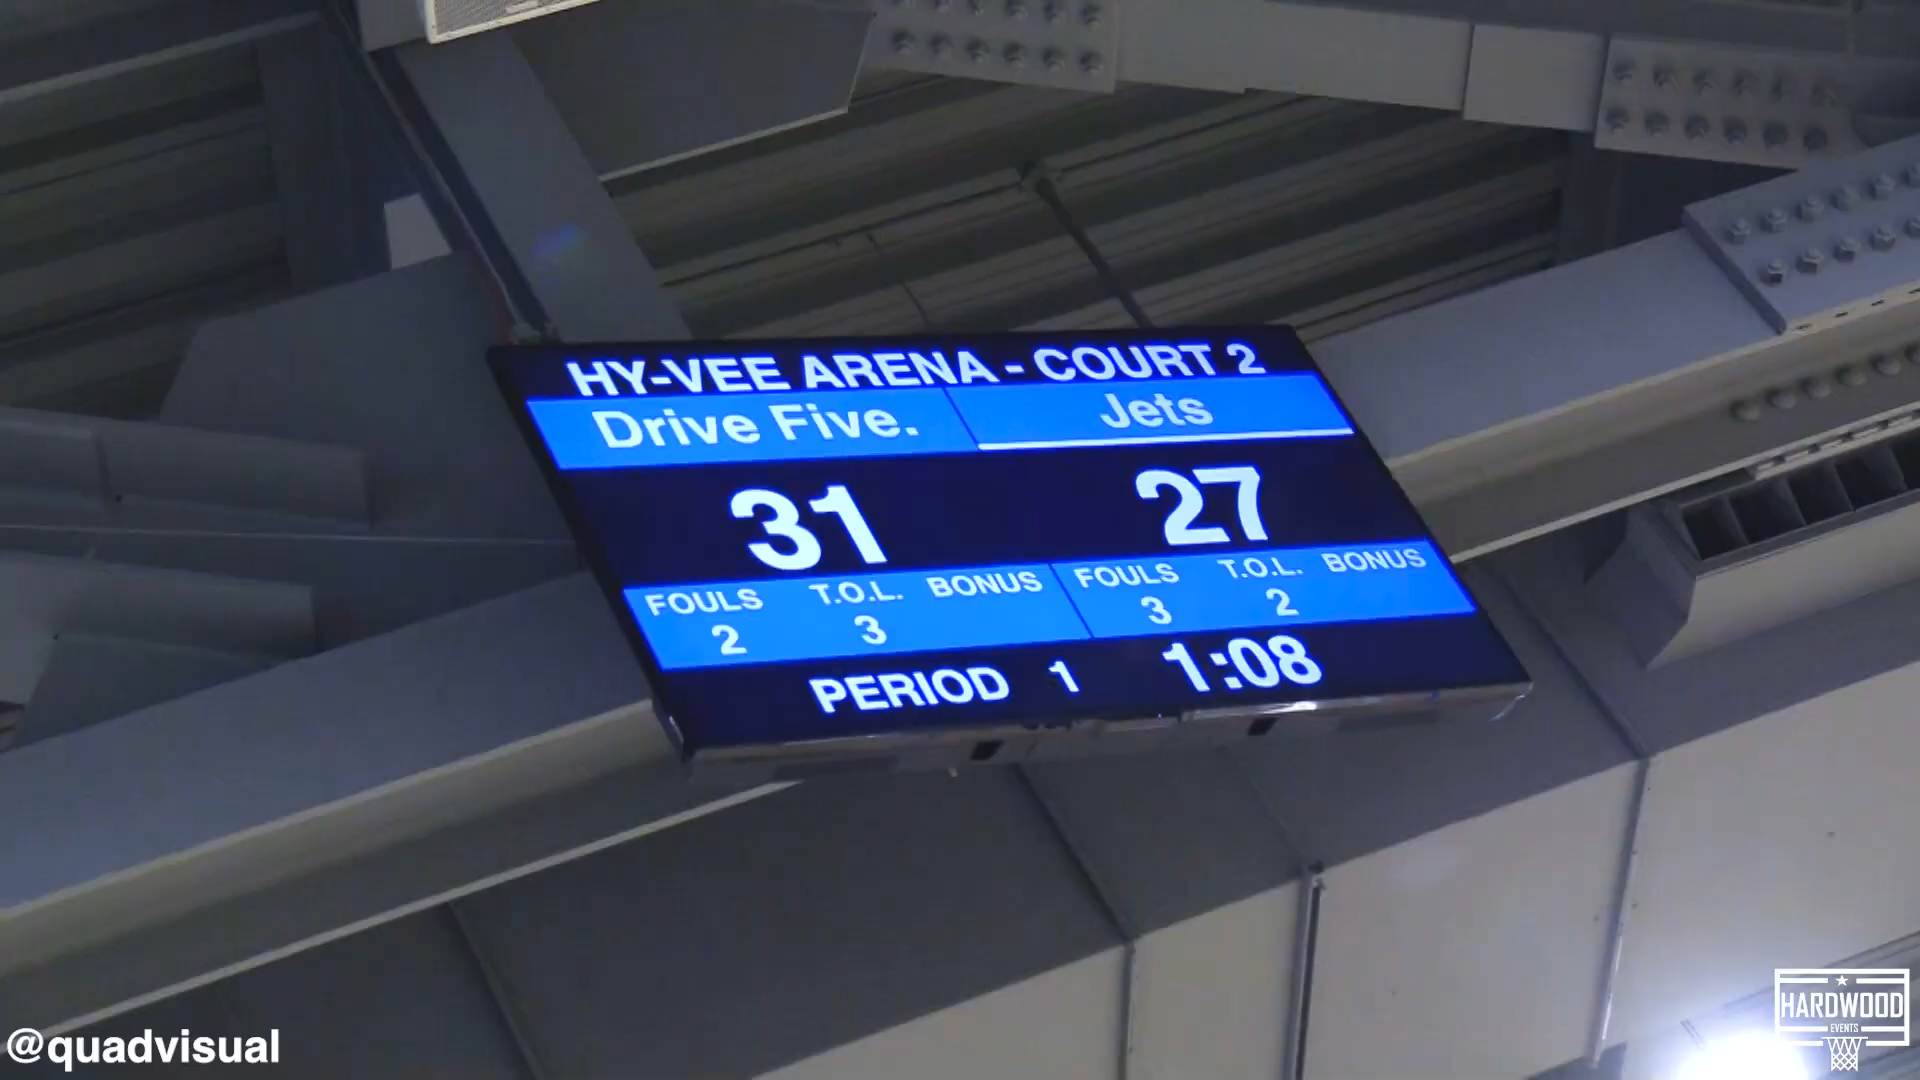 HY-VEE ARENA - COURT 2
Drive Five. Jets
31 27
FOULS T.O.L. BONUS FOULS T.O.L. BONUS
2 3 3 2
PERIOD 1 1:08
@quadvisual
HARDWOOD
EVENTS